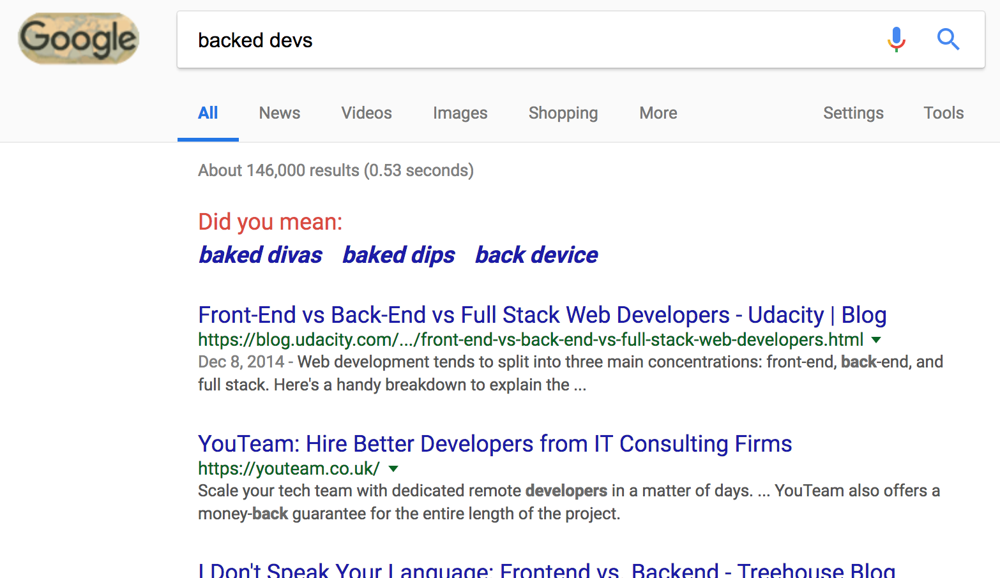 Google
backed devs
All News Videos Images Shopping More Settings Tools
About 146,000 results (0.53 seconds)
Did you mean:
baked divas baked dips back device
Front-End vs Back-End vs Full Stack Web Developers - Udacity | Blog
https://blog.udacity.com/.../front-end-vs-back-end-vs-full-stack-web-developers.html
Dec 8, 2014 - Web development tends to split into three main concentrations: front-end, back-end, and
full stack. Here's a handy breakdown to explain the ...
YouTeam: Hire Better Developers from IT Consulting Firms
https://youteam.co.uk/
Scale your tech team with dedicated remote developers in a matter of days. ... YouTeam also offers a
money-back guarantee for the entire length of the project.
I Don't Speak Your Language: Frontend vs. Backend - Treehouse Blog